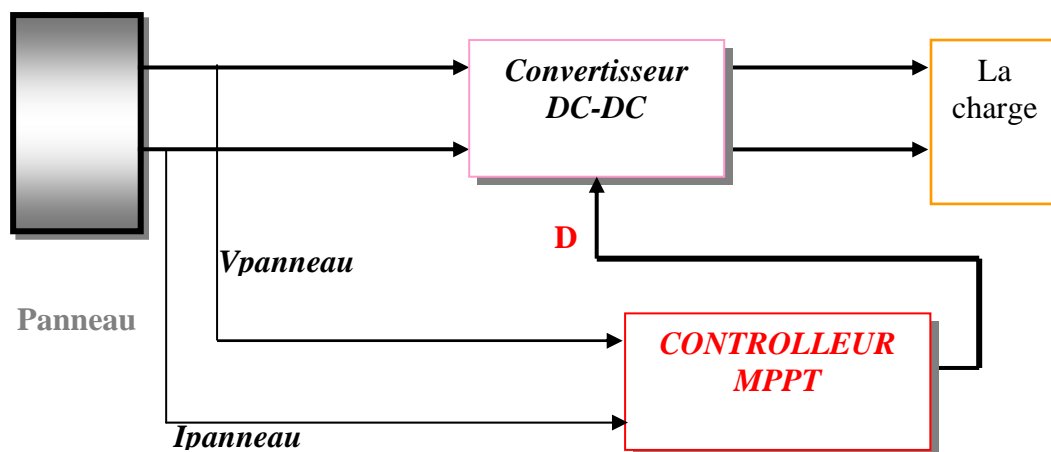 Convertisseur
DC-DC
La
charge
D
Vpanneau
Panneau
CONTROLLEUR
MPPT
Ipanneau